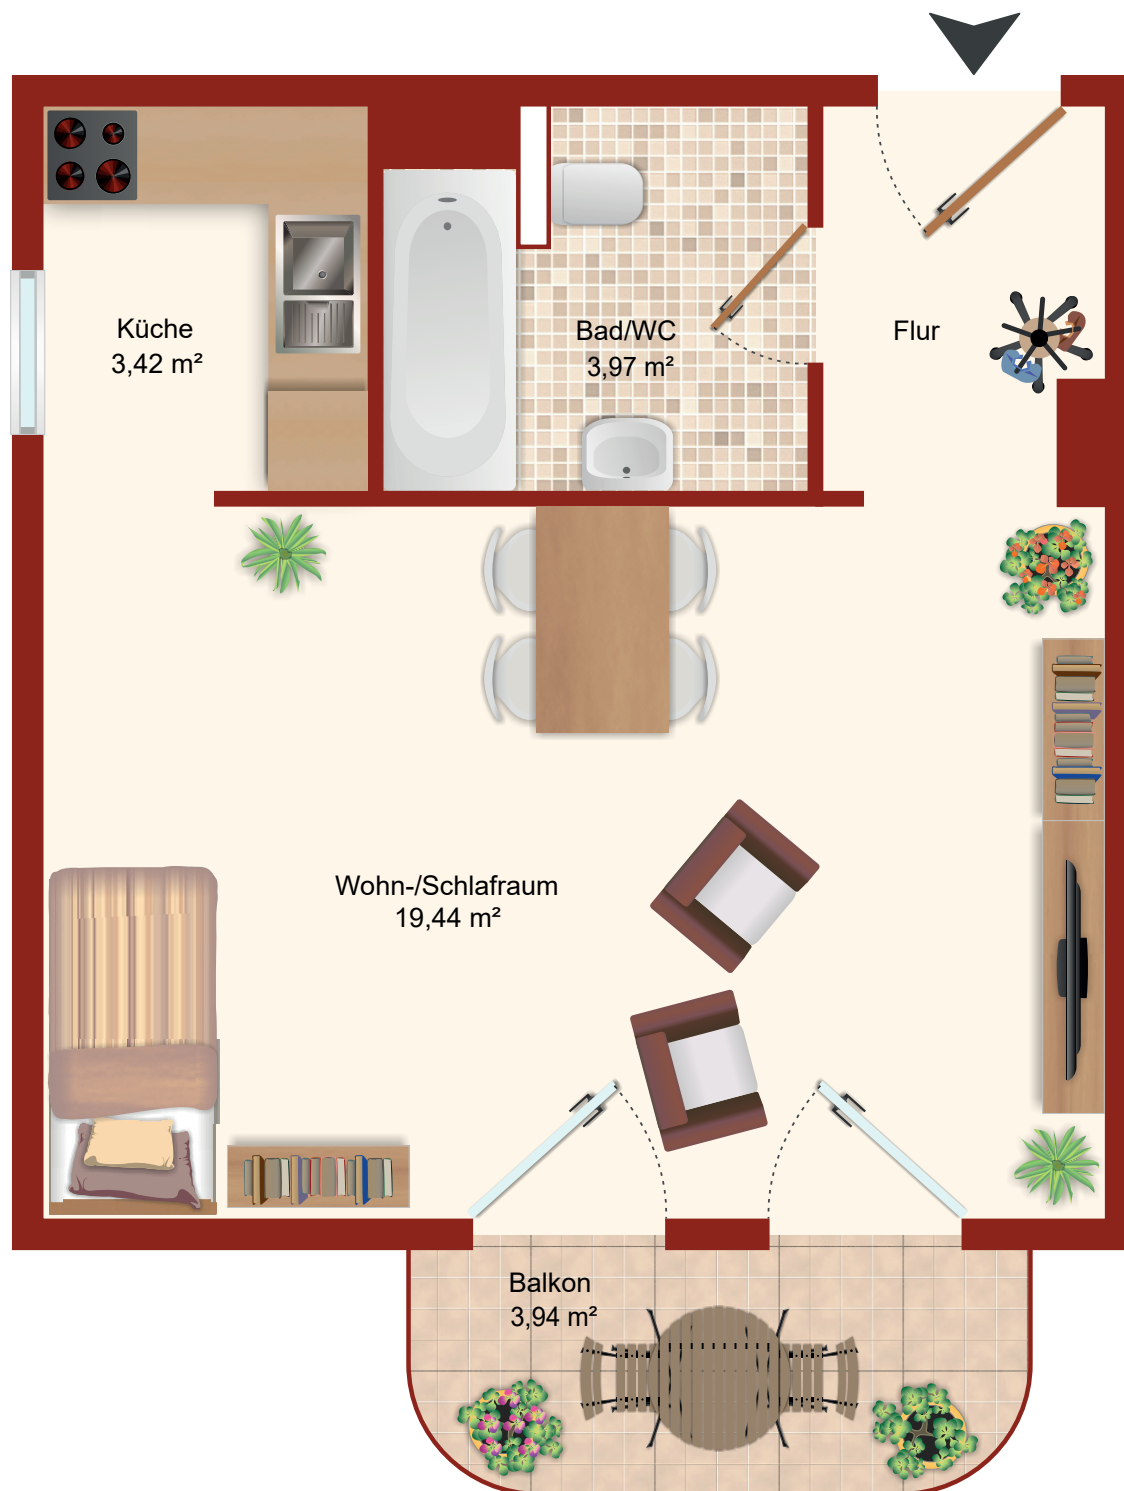 Küche
3,42 m²
Bad/WC
3,97 m²
Flur
Wohn-/Schlafraum
19,44 m²
Balkon
3,94 m²